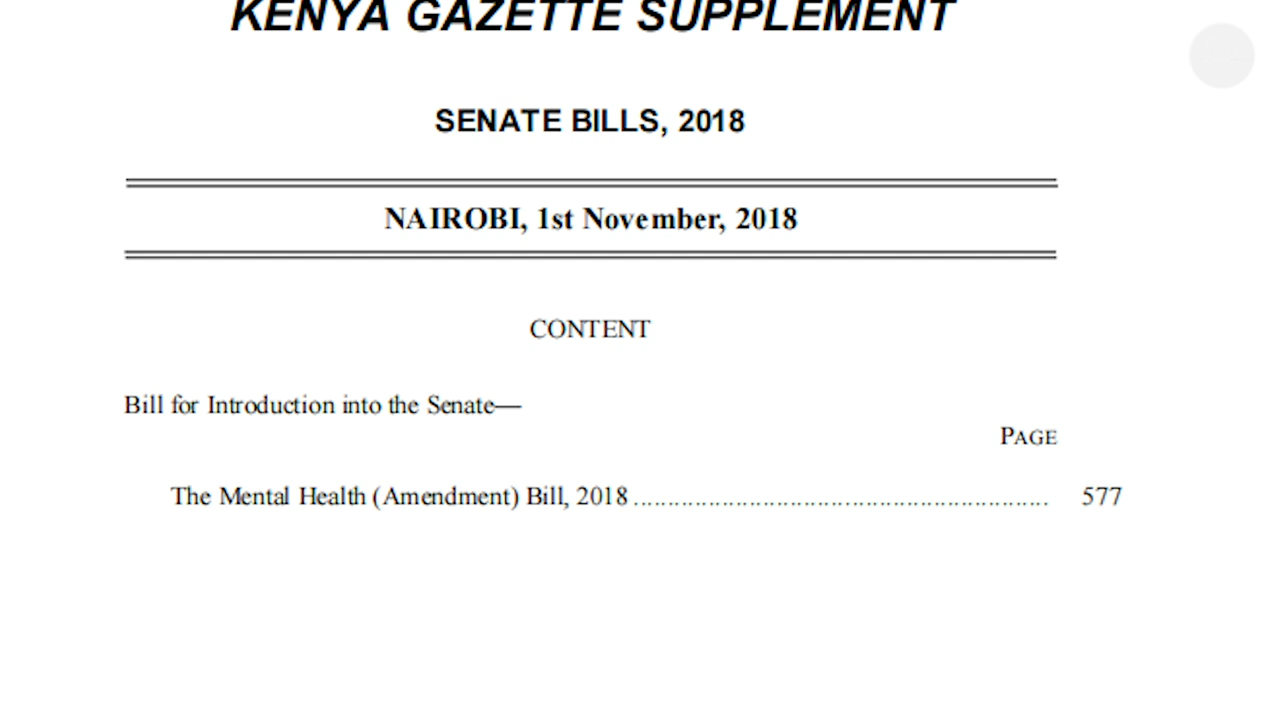 KENYA GAZETTE SUPPLEMENT
SENATE BILLS, 2018
NAIROBI, 1st November, 2018
CONTENT
Bill for Introduction into the Senate—
PAGE
The Mental Health (Amendment) Bill, 2018............................................................. 577